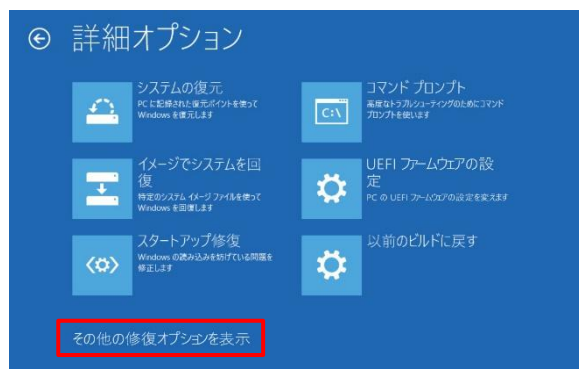 詳細オプション
システムの復元
PC に記録された復元ポイントを使って
Windows を復元します
コマンド プロンプト
高度なトラブルシューティングのためにコマンド
プロンプトを使います
C:\
イメージでシステムを回
復
特定のシステム イメージ ファイルを使って
Windows を回復します
UEFI ファームウェアの設
定
PC の UEFI ファームウェアの設定を変えます
スタートアップ修復
Windows の読み込みを妨げている問題を
修正します
以前のビルドに戻す
その他の修復オプションを表示